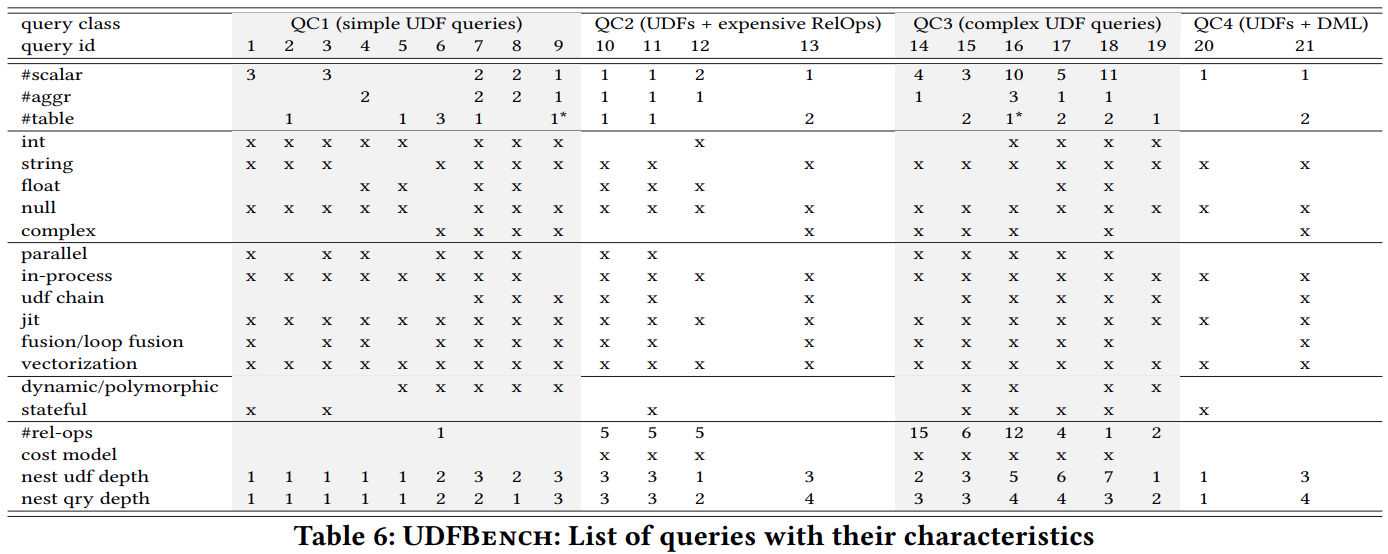 query class QC1 (simple UDF queries) QC2 (UDFs + expensive RelOps) QC3 (complex UDF queries) QC4 (UDFs + DML)
query id 1 2 3 4 5 6 7 8 9 10 11 12 13 14 15 16 17 18 19 20 21
#scalar 3 3 2 2 1 1 1 2 1 4 3 10 5 11 1 1
#aggr 2 2 2 1 1 1 1 1 3 1 1
#table 1 1 3 1 1* 1 1 2 2 1* 2 2 1 2
int x x x x x x x x x x x x x
string x x x x x x x x x x x x x x x x x x
float x x x x x x x x x
null x x x x x x x x x x x x x x x x x x x x
complex x x x x x x x x x x
parallel x x x x x x x x x x x x x
in-process x x x x x x x x x x x x x x x x x x x x x
udf chain x x x x x x x x x x x x
jit x x x x x x x x x x x x x x x x x x x x x
fusion/loop fusion x x x x x x x x x x x x x x x x
vectorization x x x x x x x x x x x x x x x x x x x x x
dynamic/polymorphic x x x x x x x x x
stateful x x x x x x x x
#rel-ops 1 5 5 5 15 6 12 4 1 2
cost model x x x x x x x x
nest udf depth 1 1 1 1 1 2 3 2 3 3 3 1 3 2 3 5 6 7 1 1 3
nest qry depth 1 1 1 1 1 2 2 1 3 3 3 2 4 3 3 4 4 3 2 1 4
Table 6: UDFBENCH: List of queries with their characteristics